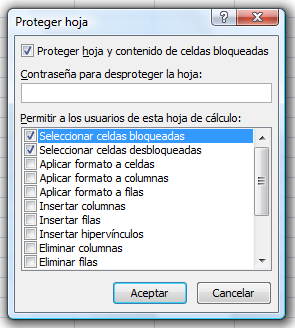 Proteger hoja
Proteger hoja y contenido de celdas bloqueadas
Contraseña para desproteger la hoja:
Permitir a los usuarios de esta hoja de cálculo:
Seleccionar celdas bloqueadas
Seleccionar celdas desbloqueadas
Aplicar formato a celdas
Aplicar formato a columnas
Aplicar formato a filas
Insertar columnas
Insertar filas
Insertar hipervínculos
Eliminar columnas
Eliminar filas
Aceptar
Cancelar